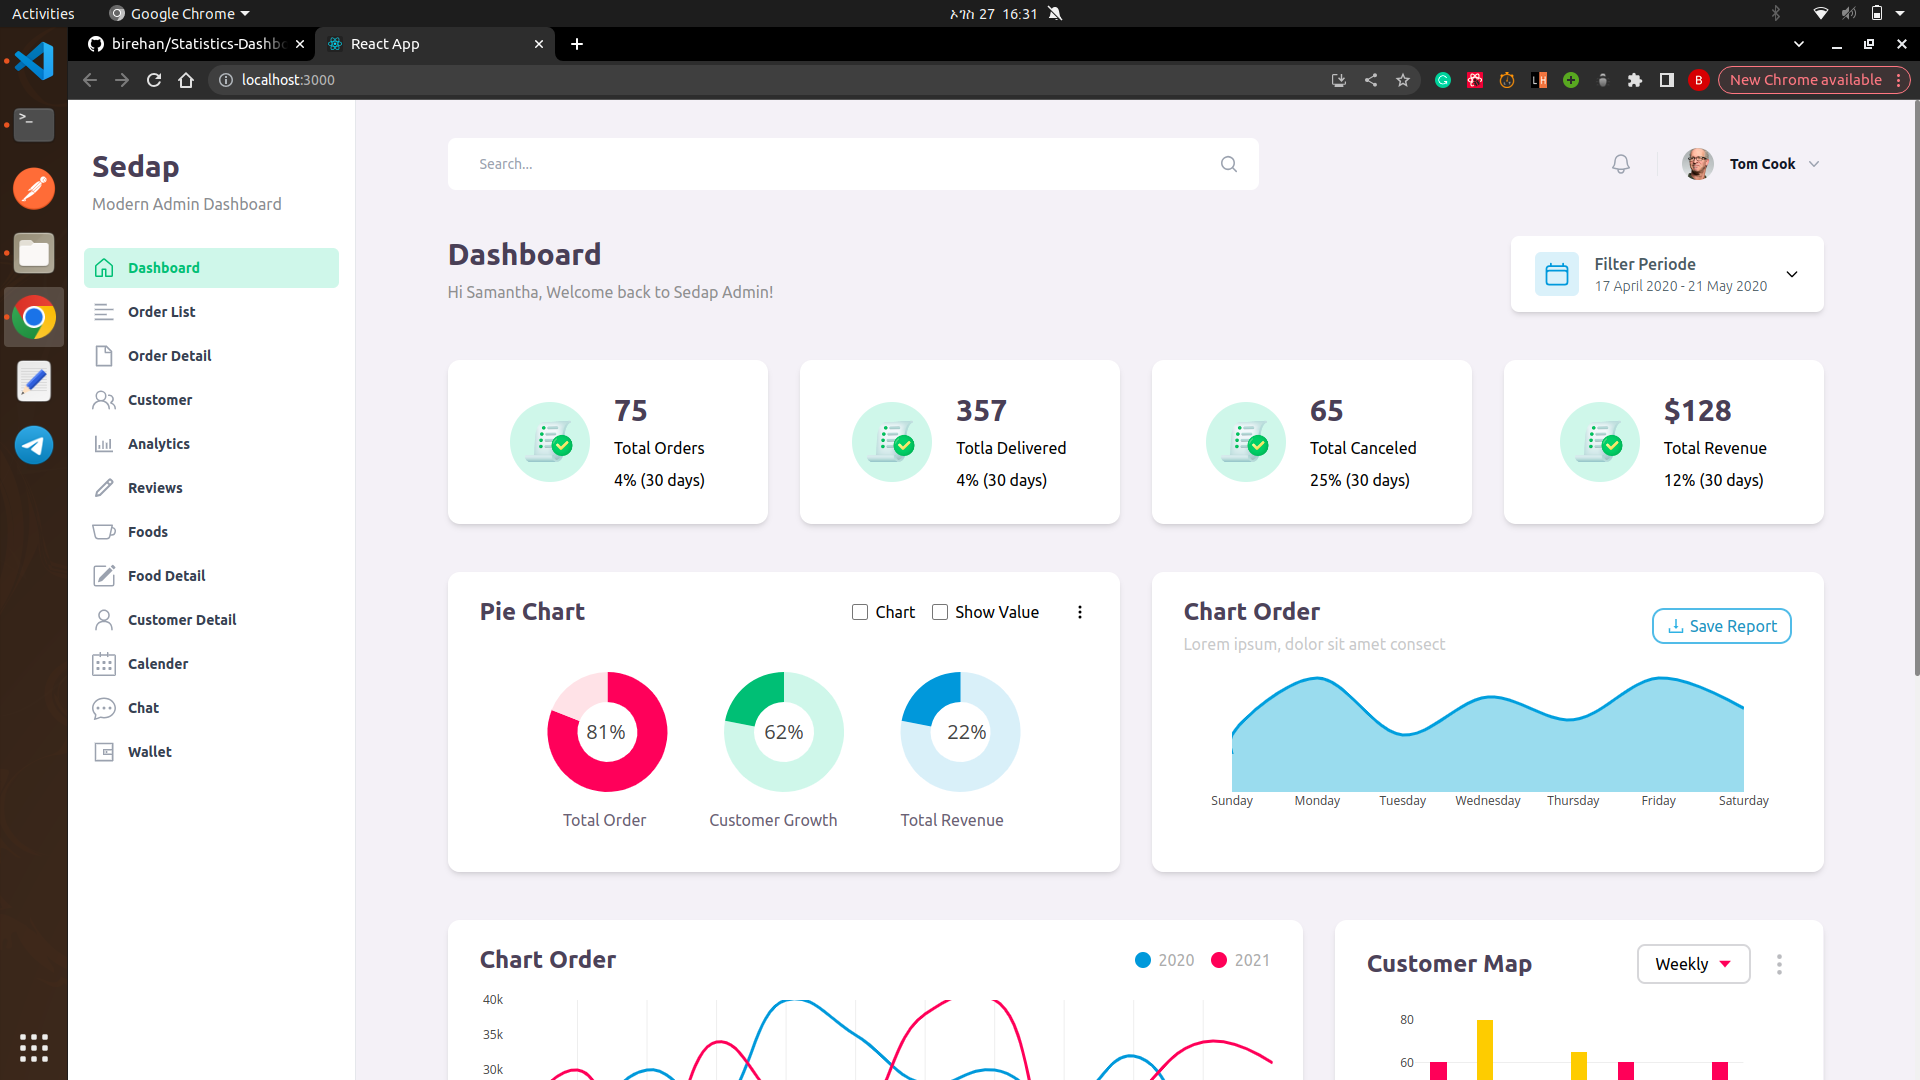 Activities
Google Chrome
ኦገስ 27 16:31
birehan/Statistics-Dashb
React App
localhost:3000
B
New Chrome available
Sedap
Modern Admin Dashboard
Dashboard
Order List
Order Detail
Customer
Analytics
Reviews
Foods
Food Detail
Customer Detail
Calender
Chat
Wallet
Search...
Tom Cook
Dashboard
Hi Samantha, Welcome back to Sedap Admin!
Filter Periode
17 April 2020 - 21 May 2020
75
Total Orders
4% (30 days)
357
Totla Delivered
4% (30 days)
65
Total Canceled
25% (30 days)
$128
Total Revenue
12% (30 days)
Pie Chart
Chart
Show Value
81%
62%
22%
Total Order
Customer Growth
Total Revenue
Chart Order
Lorem ipsum, dolor sit amet consect
Save Report
Sunday
Monday
Tuesday
Wednesday
Thursday
Friday
Saturday
Chart Order
2020
2021
40k
35k
30k
Customer Map
Weekly
80
60